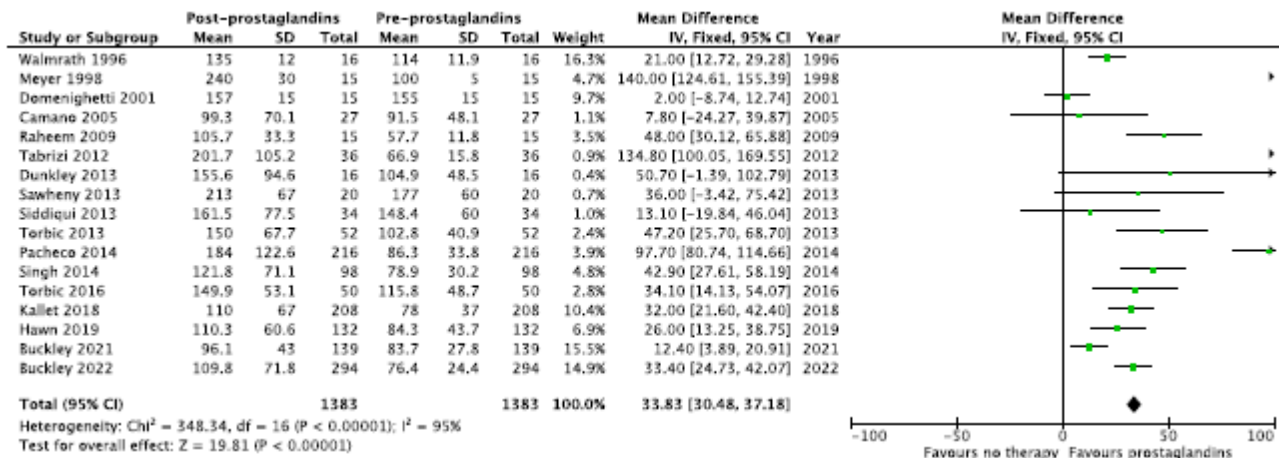 Post-prostaglandins Pre-prostaglandins Mean Difference Mean Difference
Study or Subgroup Mean SD Total Mean SD Total Weight IV, Fixed, 95% CI Year IV, Fixed, 95% CI
Walmrath 1996 135 12 16 114 11.9 16 16.3% 21.00 [12.72, 29.28] 1996
Meyer 1998 240 30 15 100 5 15 4.7% 140.00 [124.61, 155.39] 1998
Domenighetti 2001 157 15 15 155 15 15 9.7% 2.00 [-8.74, 12.74] 2001
Camano 2005 99.3 70.1 27 91.5 48.1 27 1.1% 7.80 [-24.27, 39.87] 2005
Raheem 2009 105.7 33.3 15 57.7 11.8 15 3.5% 48.00 [30.12, 65.88] 2009
Tabrizi 2012 201.7 105.2 36 66.9 15.8 36 0.9% 134.80 [100.05, 169.55] 2012
Dunkley 2013 155.6 94.6 16 104.9 48.5 16 0.4% 50.70 [-1.39, 102.79] 2013
Sawheny 2013 213 67 20 177 60 20 0.7% 36.00 [-3.42, 75.42] 2013
Siddiqui 2013 161.5 77.5 34 148.4 60 34 1.0% 13.10 [-19.84, 46.04] 2013
Torbic 2013 150 67.7 52 102.8 40.9 52 2.4% 47.20 [25.70, 68.70] 2013
Pacheco 2014 184 122.6 216 86.3 33.8 216 3.9% 97.70 [80.74, 114.66] 2014
Singh 2014 121.8 71.1 98 78.9 30.2 98 4.8% 42.90 [27.61, 58.19] 2014
Torbic 2016 149.9 53.1 50 115.8 48.7 50 2.8% 34.10 [14.13, 54.07] 2016
Kallet 2018 110 67 208 78 37 208 10.4% 32.00 [21.60, 42.40] 2018
Hawn 2019 110.3 60.6 132 84.3 43.7 132 6.9% 26.00 [13.25, 38.75] 2019
Buckley 2021 96.1 43 139 83.7 27.8 139 15.5% 12.40 [3.89, 20.91] 2021
Buckley 2022 109.8 71.8 294 76.4 24.4 294 14.9% 33.40 [24.73, 42.07] 2022
Total (95% CI) 1383 1383 100.0% 33.83 [30.48, 37.18]
Heterogeneity: Chi² = 348.34, df = 16 (P < 0.00001); I² = 95%
Test for overall effect: Z = 19.81 (P < 0.00001)
-100 -50 0 50 100
Favours no therapy Favours prostaglandins